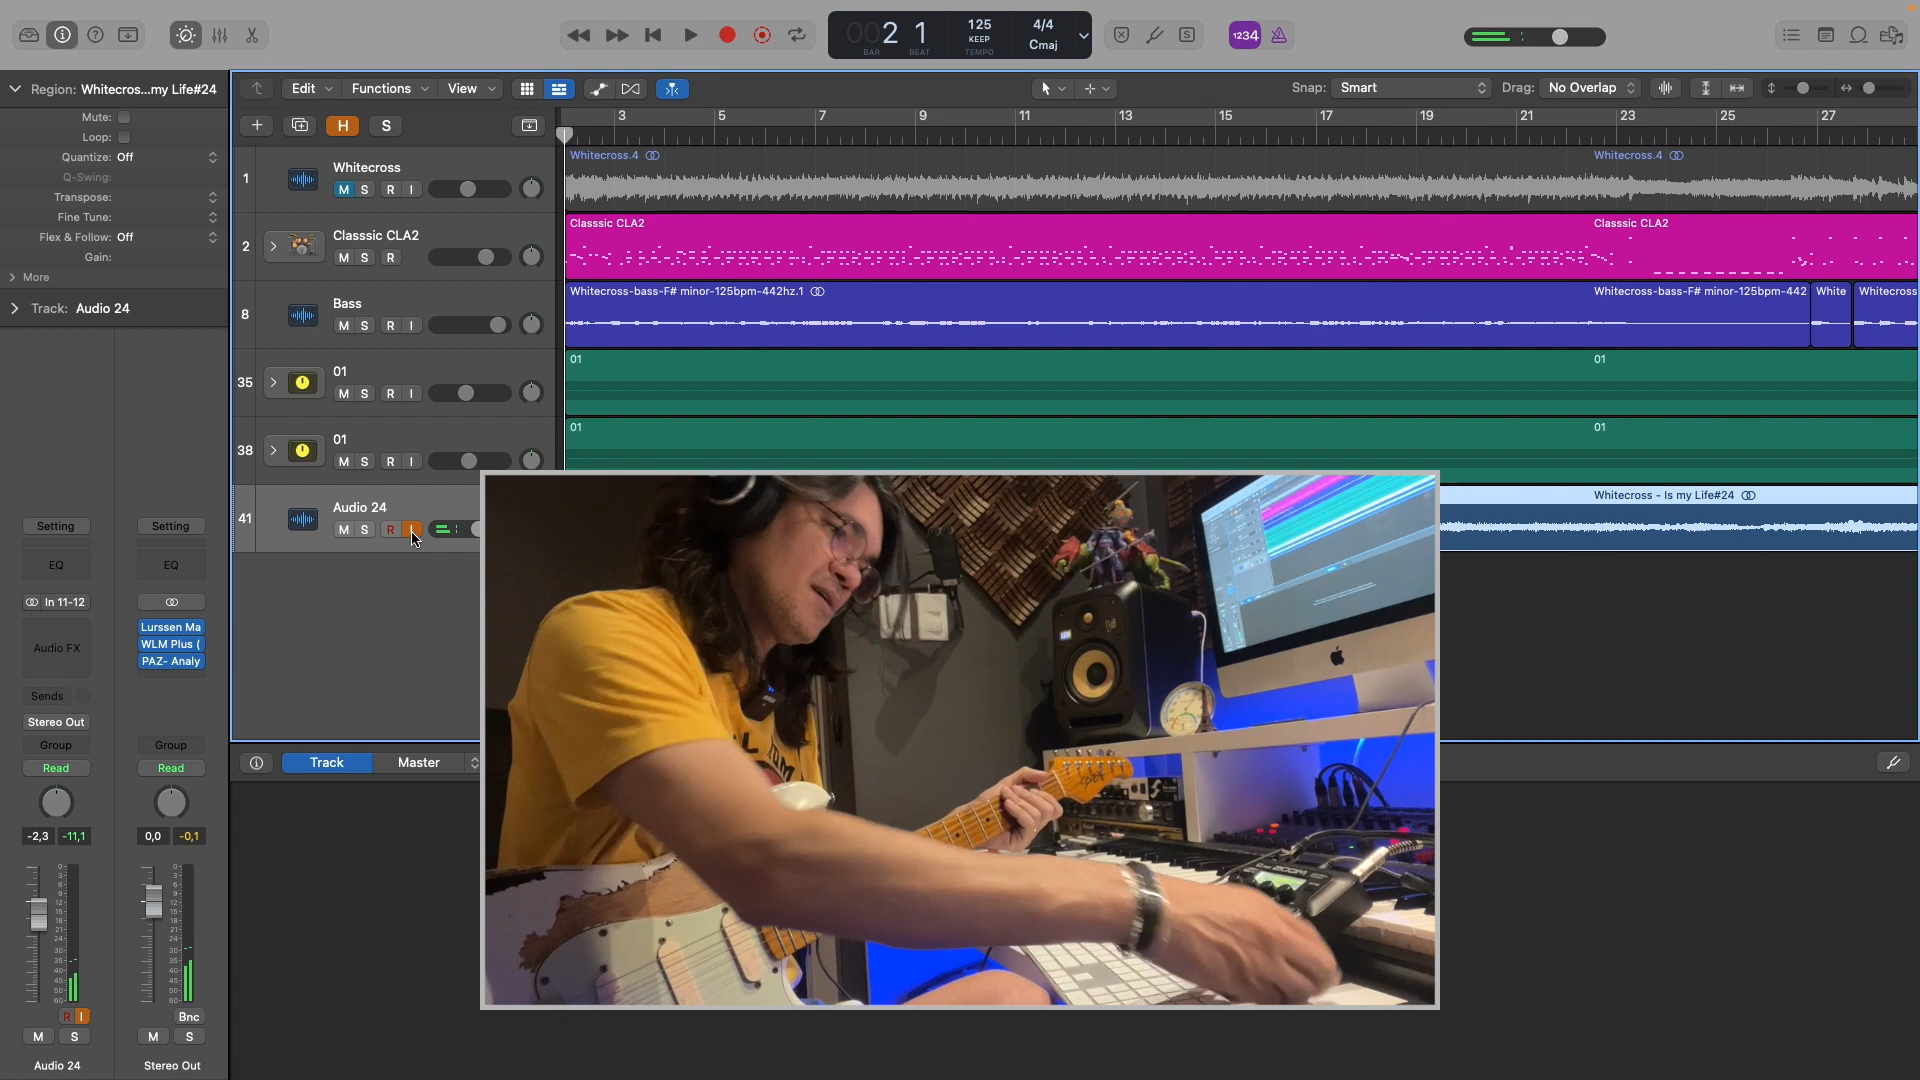 002 1
BAR BEAT
125
KEEP
TEMPO
4/4
Cmaj
1234
Region: Whitecros...my Life#24
Mute:
Loop:
Quantize: Off
Q-Swing:
Transpose:
Fine Tune:
Flex & Follow: Off
Gain:
More
Track: Audio 24
Edit Functions View
Snap: Smart
Drag: No Overlap
H S
3 5 7 9 11 13 15 17 19 21 23 25 27
1 Whitecross
M S R I
Whitecross.4 Whitecross.4
2 Classsic CLA2
M S R
Classsic CLA2 Classsic CLA2
8 Bass
M S R I
Whitecross-bass-F# minor-125bpm-442hz.1 Whitecross-bass-F# minor-125bpm-442 White Whitecross
35 01
M S R I
01 01
38 01
M S R I
01 01
41 Audio 24
M S R I
Whitecross - Is my Life#24
Setting Setting
EQ EQ
In 11-12
Audio FX
Lurssen Ma
WLM Plus (
PAZ- Analy
Sends
Stereo Out
Group Group
Read Read
-2,3 -11,1 0,0 -0,1
R I Bnc
M S M S
Audio 24 Stereo Out
Track Master
ZOOM